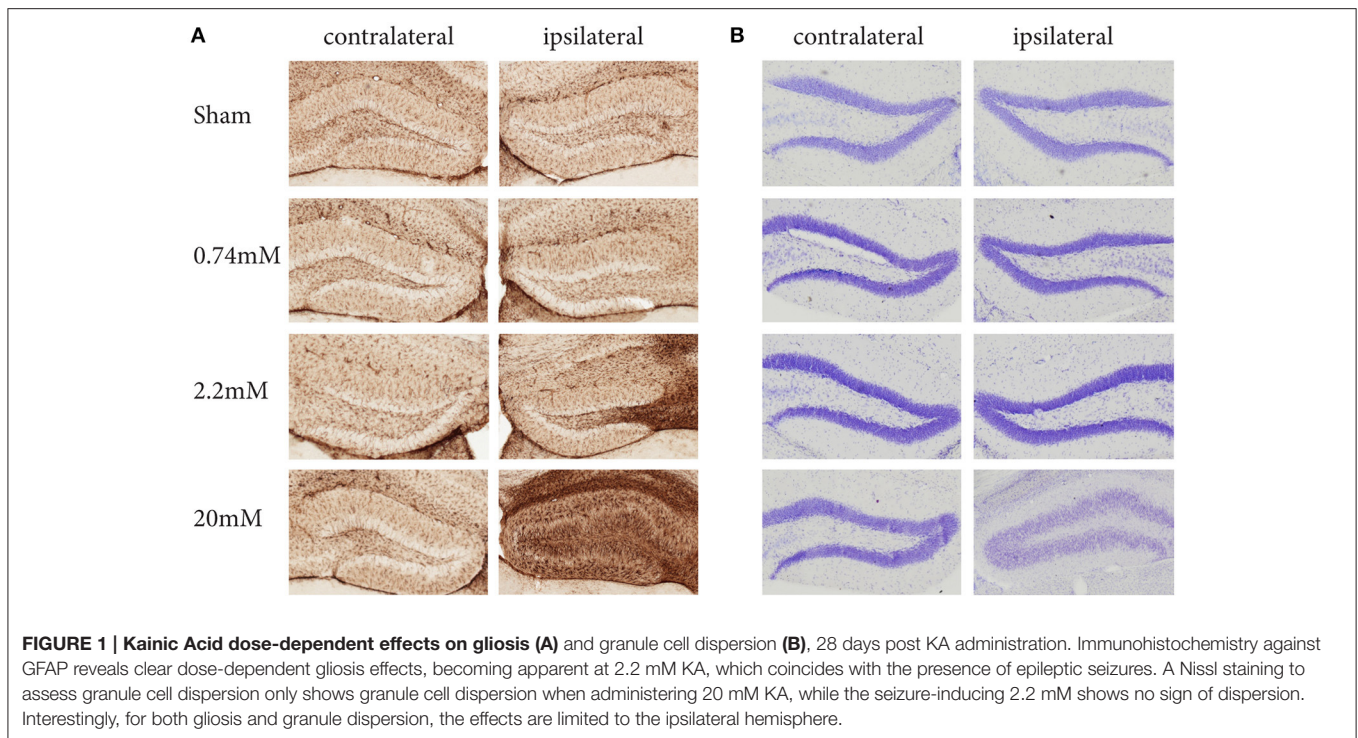 A contralateral ipsilateral B contralateral ipsilateral
Sham
0.74mM
2.2mM
20mM
FIGURE 1 | Kainic Acid dose-dependent effects on gliosis (A) and granule cell dispersion (B), 28 days post KA administration. Immunohistochemistry against
GFAP reveals clear dose-dependent gliosis effects, becoming apparent at 2.2 mM KA, which coincides with the presence of epileptic seizures. A Nissl staining to
assess granule cell dispersion only shows granule cell dispersion when administering 20 mM KA, while the seizure-inducing 2.2 mM shows no sign of dispersion.
Interestingly, for both gliosis and granule dispersion, the effects are limited to the ipsilateral hemisphere.